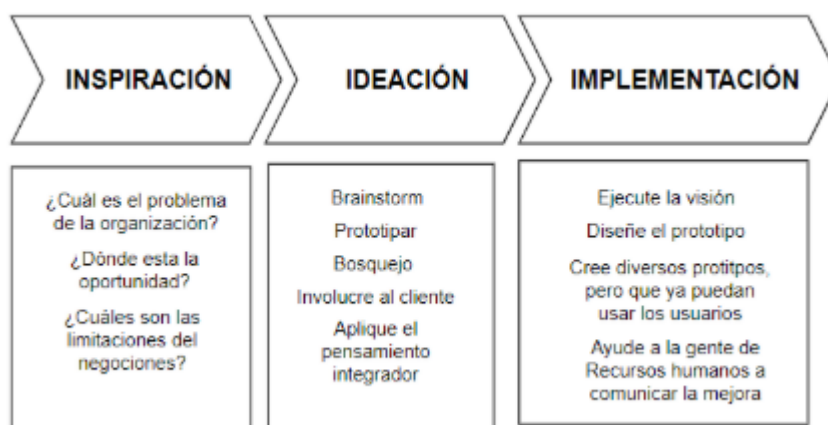 INSPIRACIÓN
IDEACIÓN
IMPLEMENTACIÓN
¿Cuál es el problema
de la organización?
¿Dònde esta la
oportunidad?
¿Cuáles son las
limitaciones del
negociones?
Brainstorm
Prototipar
Bosquejo
Involucre al cliente
Aplique el
pensamiento
integrador
Ejecute la visión
Diseñe el prototipo
Cree diversos protitpos,
pero que ya puedan
usar los usuarios
Ayude a la gente de
Recursos humanos a
comunicar la mejora